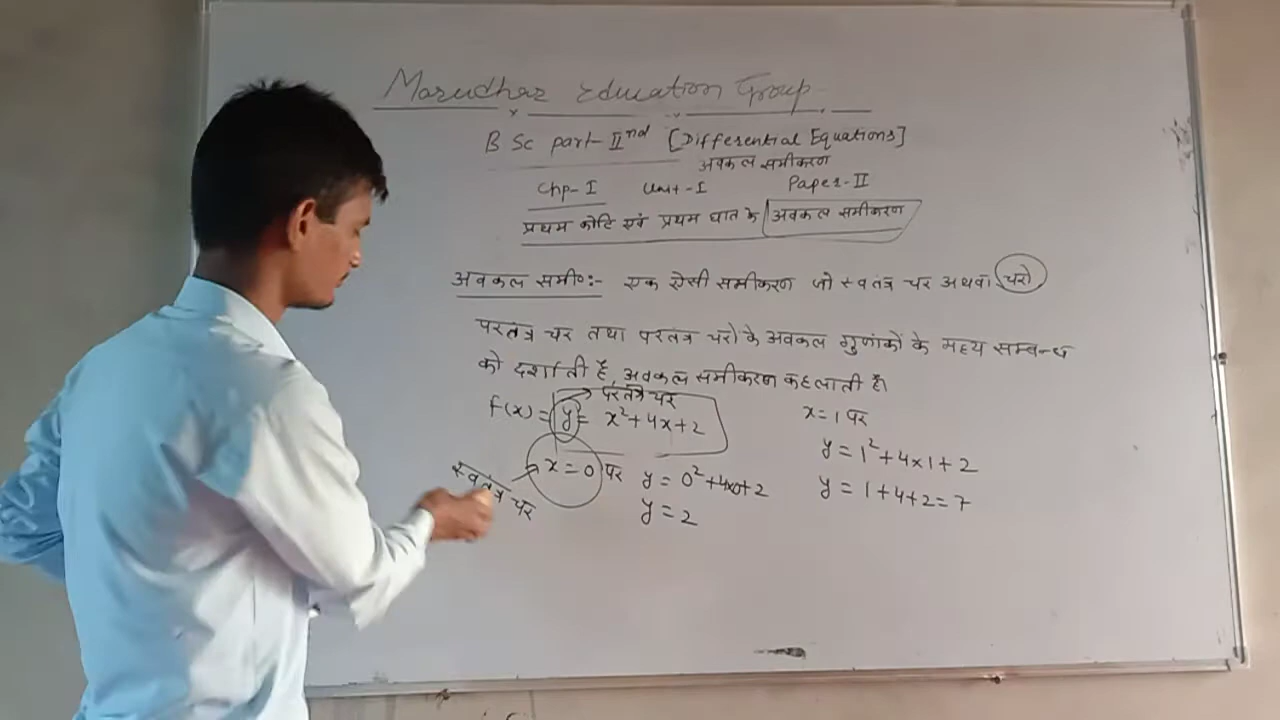 Marudhar Education Group
B Sc part-IInd [Differential Equations]
अवकल समीकरण
Chp-I Unit-I Paper-II
प्रथम कोटि एवं प्रथम घात के अवकल समीकरण
अवकल समी०:- एक ऐसी समीकरण जो स्वतंत्र चर अथवा चरो
परतंत्र चर तथा परतंत्र चरो के अवकल गुणांकों के मध्य सम्बन्ध
को दर्शाती है, अवकल समीकरण कहलाती है।
परतंत्र चर
f(x) = y = x²+4x+2
x=1 पर
y = 1²+4×1+2
स्वतंत्र चर
x=0 पर y = 0²+4x0+2
y = 1+4+2=7
y = 2